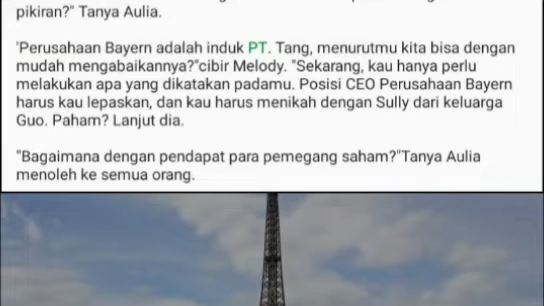 pikiran?" Tanya Aulia.
'Perusahaan Bayern adalah induk PT. Tang, menurutmu kita bisa dengan
mudah mengabaikannya?"cibir Melody. "Sekarang, kau hanya perlu
melakukan apa yang dikatakan padamu. Posisi CEO Perusahaan Bayern
harus kau lepaskan, dan kau harus menikah dengan Sully dari keluarga
Guo. Paham? Lanjut dia.
"Bagaimana dengan pendapat para pemegang saham?"Tanya Aulia
menoleh ke semua orang.